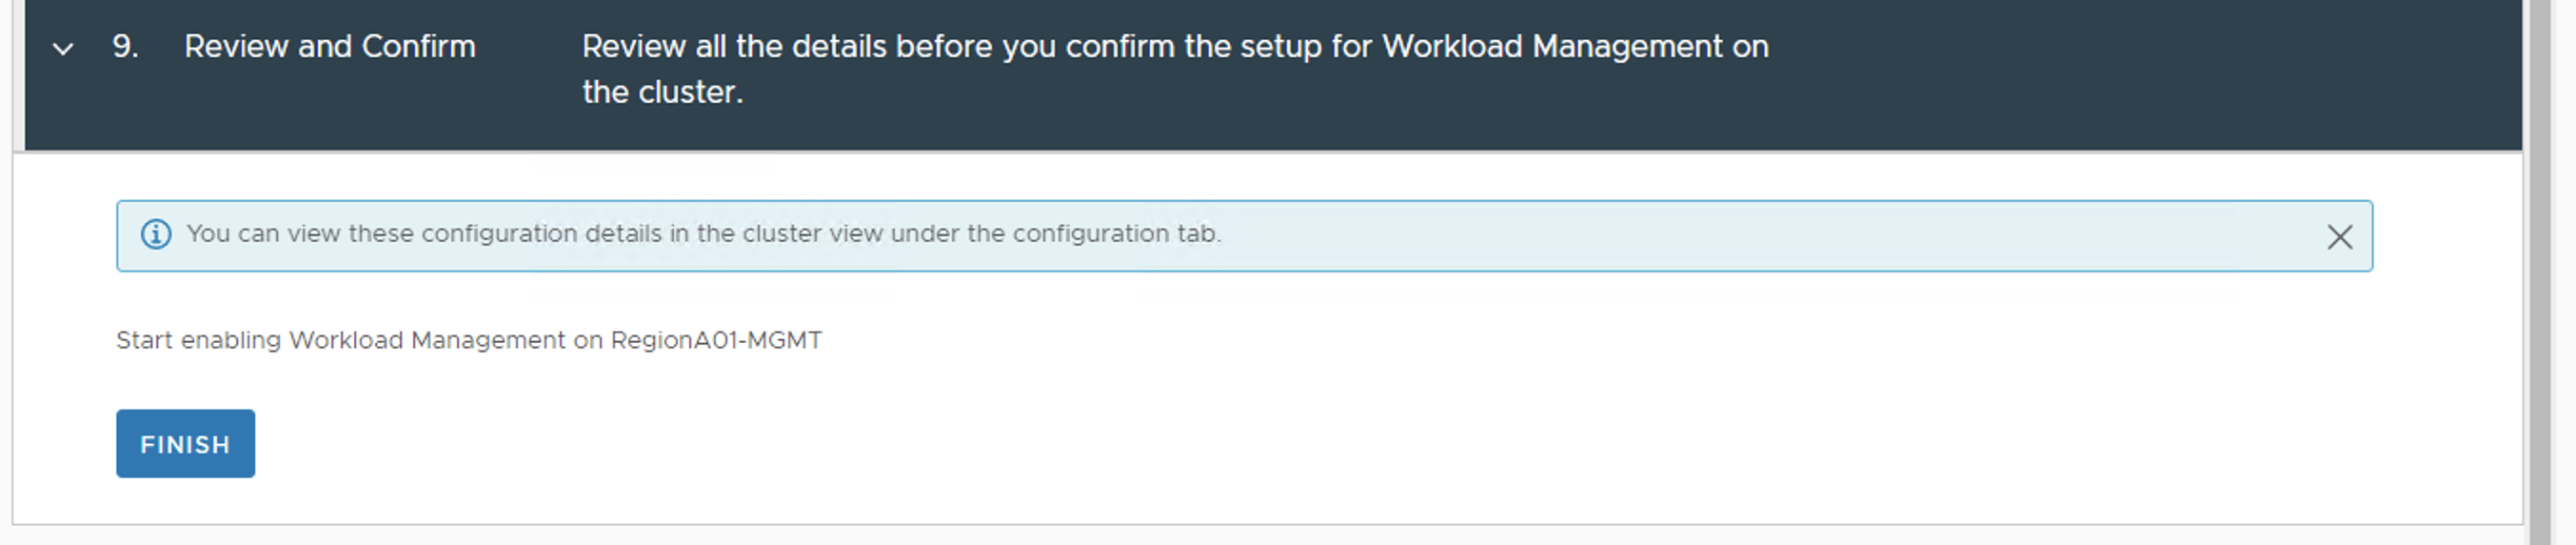 9. Review and Confirm Review all the details before you confirm the setup for Workload Management on
the cluster.
You can view these configuration details in the cluster view under the configuration tab.
Start enabling Workload Management on RegionA01-MGMT
FINISH